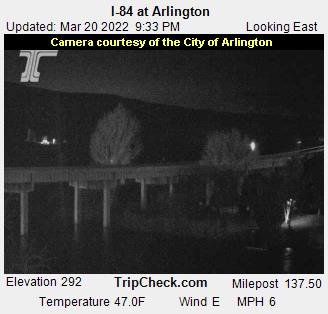 I-84 at Arlington
Updated: Mar 20 2022 9:33 PM Looking East
Camera courtesy of the City of Arlington
Elevation 292 TripCheck.com Milepost 137.50
Temperature 47.0F Wind E MPH 6